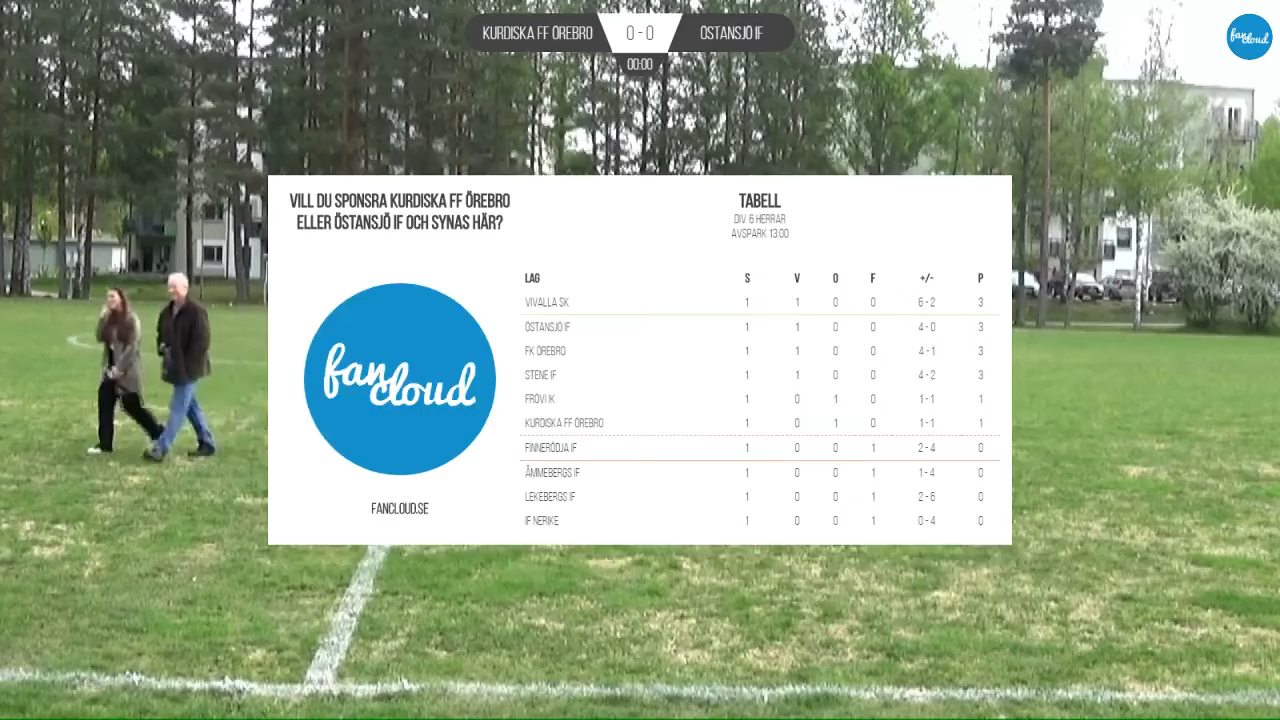 KURDISKA FF ÖREBRO 0 - 0 ÖSTANSJÖ IF
00:00
fan cloud
VILL DU SPONSRA KURDISKA FF ÖREBRO
ELLER ÖSTANSJÖ IF OCH SYNAS HÄR?
fan cloud
FANCLOUD.SE
TABELL
DIV. 6 HERRAR
AVSPARK 13:00
LAG S V O F +/- P
VIVALLA SK 1 1 0 0 6 - 2 3
ÖSTANSJÖ IF 1 1 0 0 4 - 0 3
FK ÖREBRO 1 1 0 0 4 - 1 3
STENE IF 1 1 0 0 4 - 2 3
FRÖVI IK 1 0 1 0 1 - 1 1
KURDISKA FF ÖREBRO 1 0 1 0 1 - 1 1
FINNERÖDJA IF 1 0 0 1 2 - 4 0
ÅMMEBERGS IF 1 0 0 1 1 - 4 0
LEKEBERGS IF 1 0 0 1 2 - 6 0
IF NERIKE 1 0 0 1 0 - 4 0